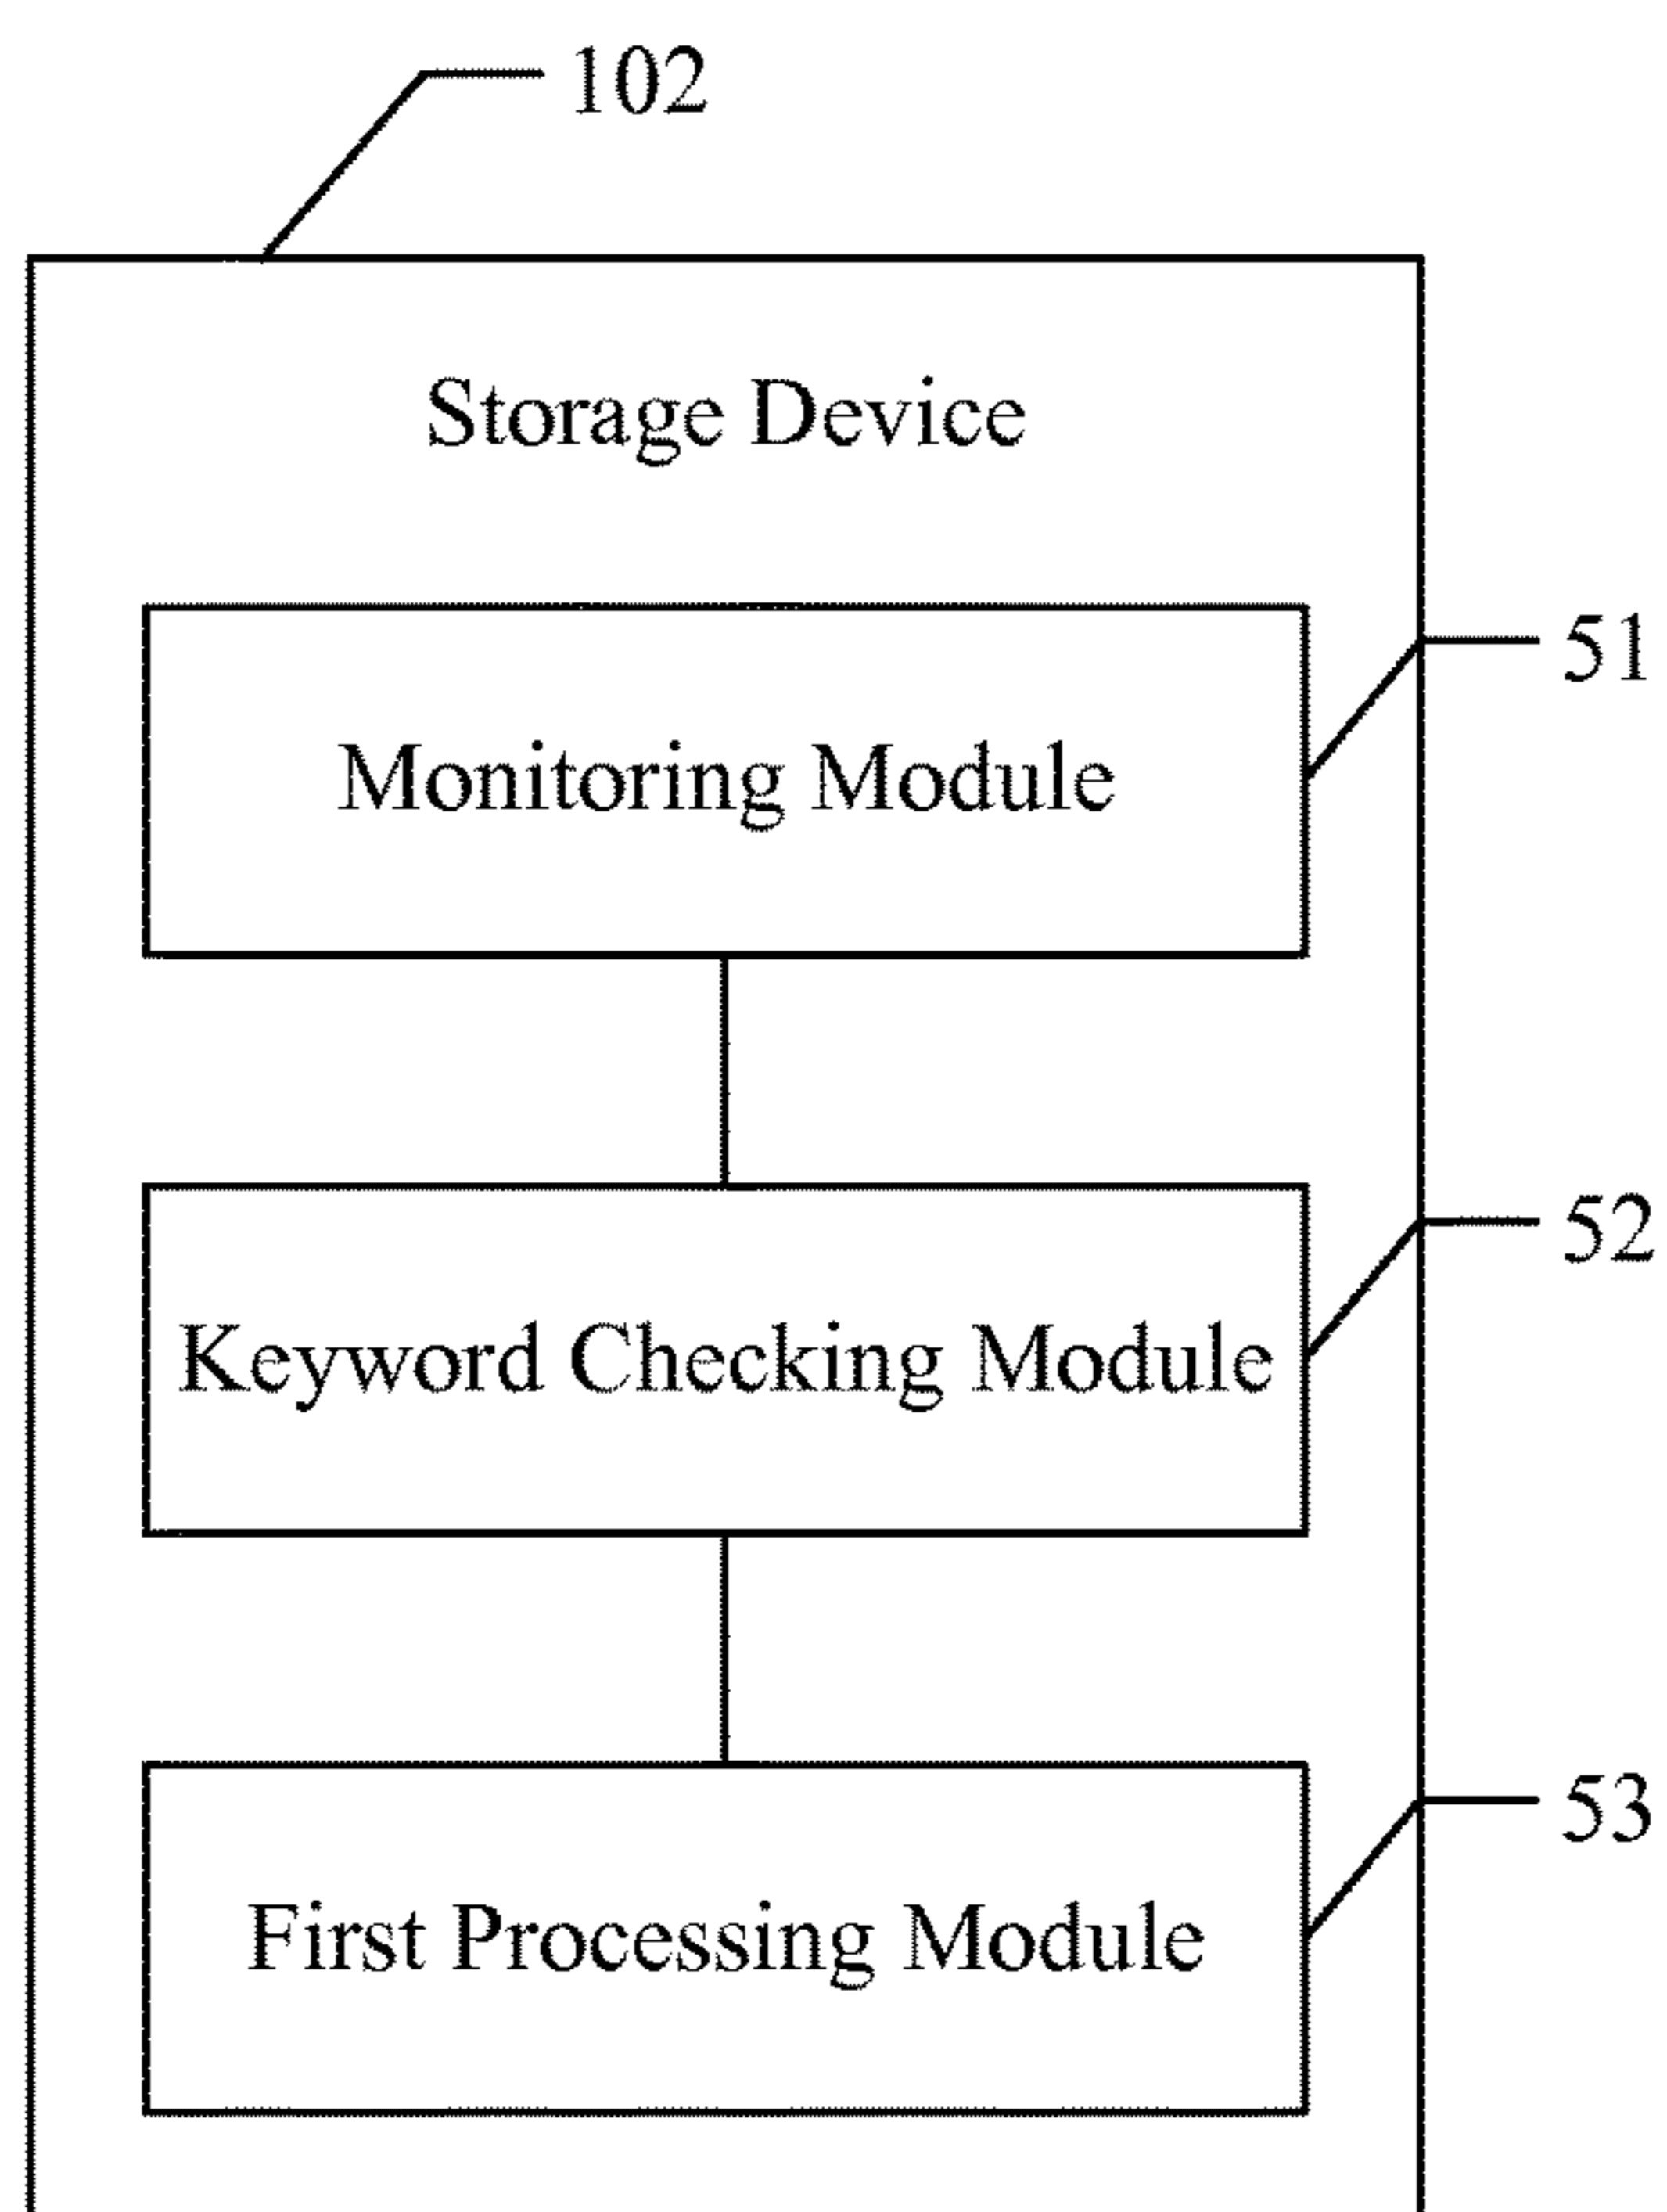 102
Storage Device
51
Monitoring Module
52
Keyword Checking Module
53
First Processing Module